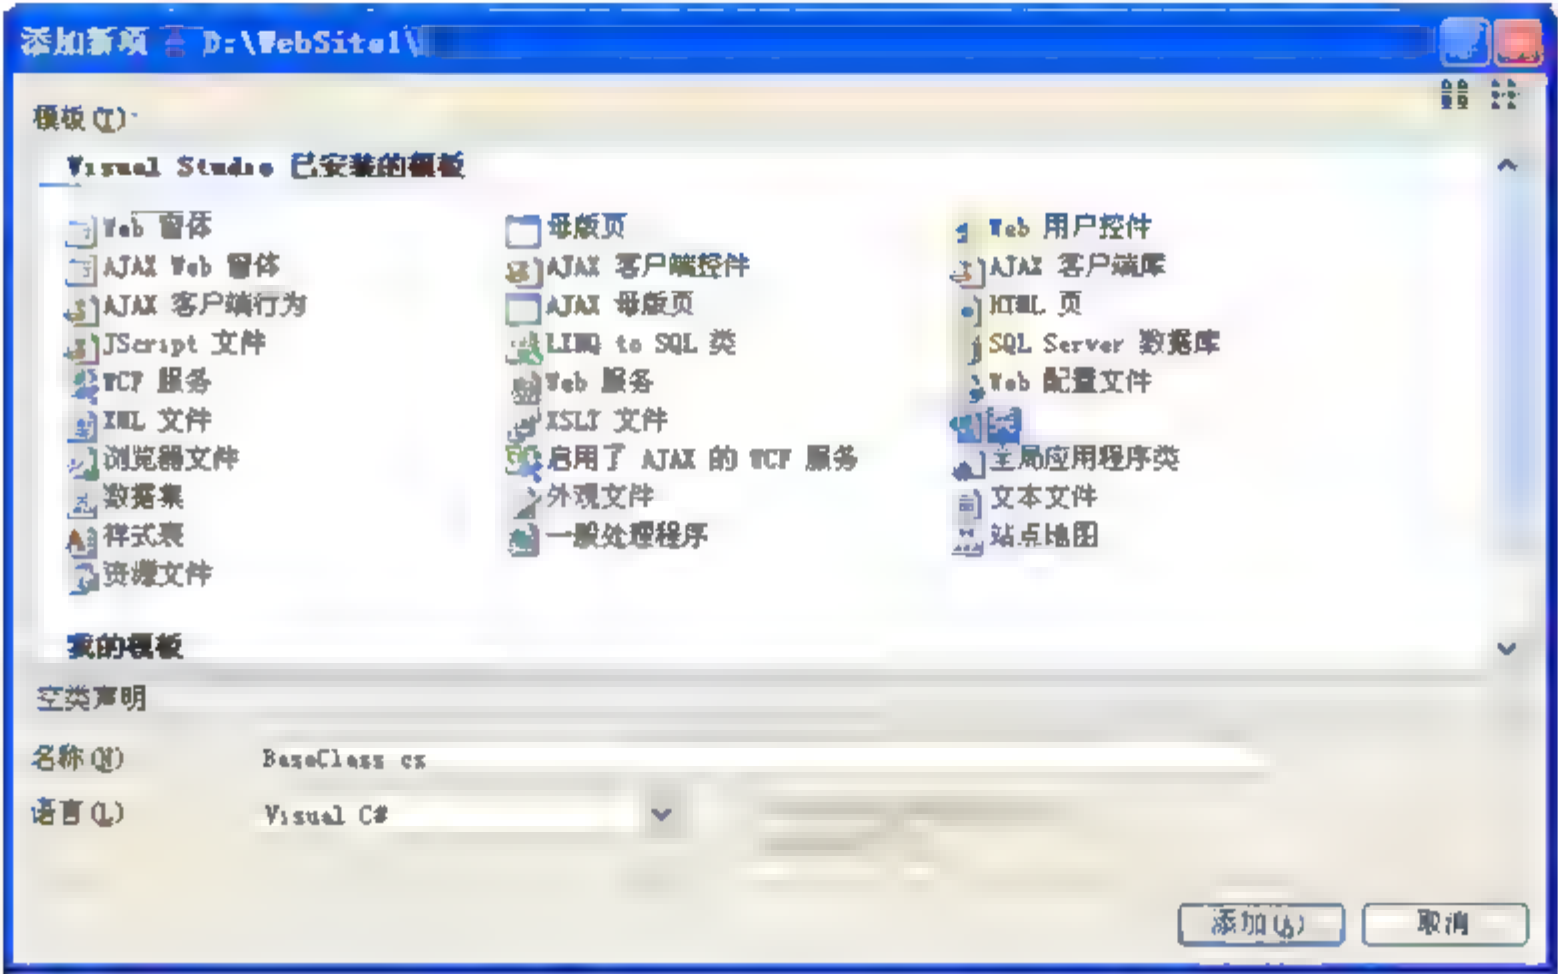 添加新项 - D:\WebSite1\
模板(T):
Visual Studio 已安装的模板
Web 窗体 母版页 Web 用户控件
AJAX Web 窗体 AJAX 客户端控件 AJAX 客户端库
AJAX 客户端行为 AJAX 母版页 HTML 页
JScript 文件 LINQ to SQL 类 SQL Server 数据库
WCF 服务 Web 服务 Web 配置文件
XML 文件 XSLT 文件 类
浏览器文件 启用了 AJAX 的 WCF 服务 全局应用程序类
数据集 外观文件 文本文件
样式表 一般处理程序 站点地图
资源文件
我的模板
空类声明
名称(N) BaseClass.cs
语言(L) Visual C#
添加(A) 取消